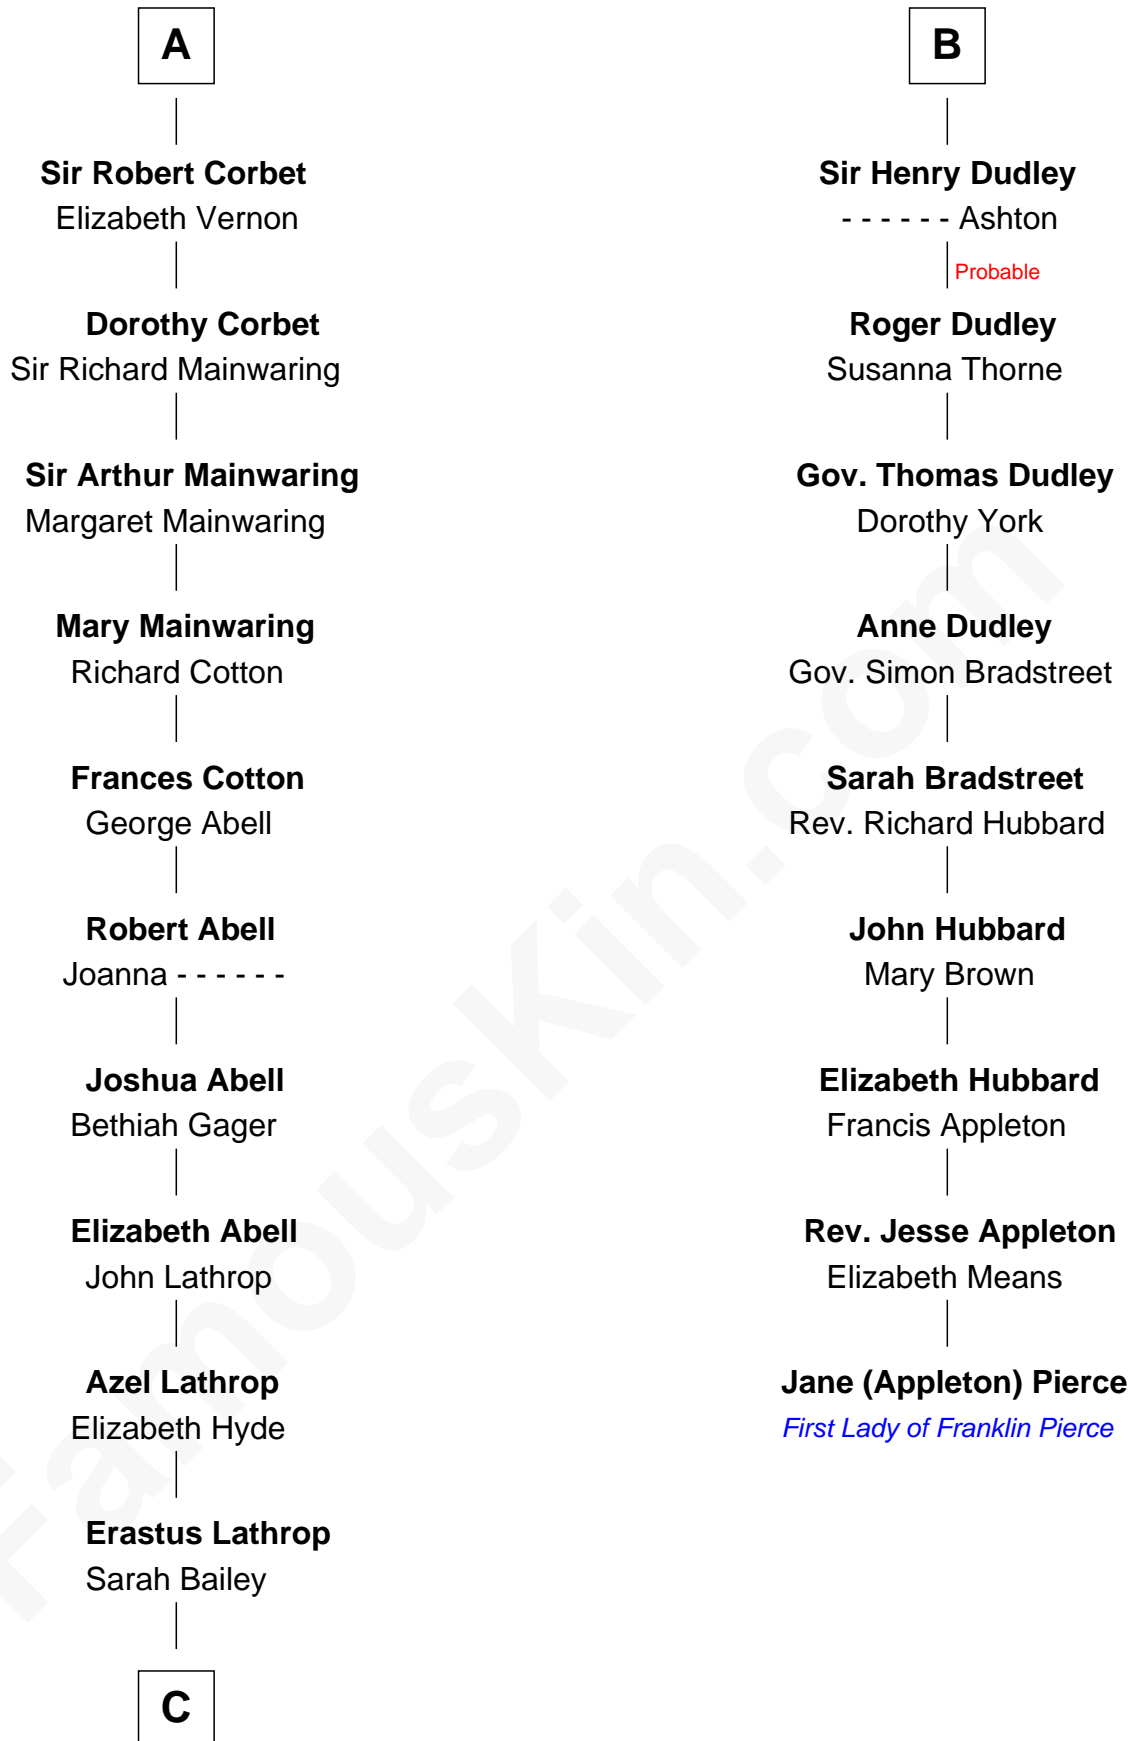 A
Sir Robert Corbet
Elizabeth Vernon
Dorothy Corbet
Sir Richard Mainwaring
Sir Arthur Mainwaring
Margaret Mainwaring
Mary Mainwaring
Richard Cotton
Frances Cotton
George Abell
Robert Abell
Joanna - - - - - -
Joshua Abell
Bethiah Gager
Elizabeth Abell
John Lathrop
Azel Lathrop
Elizabeth Hyde
Erastus Lathrop
Sarah Bailey
C
B
Sir Henry Dudley
- - - - - - Ashton
Probable
Roger Dudley
Susanna Thorne
Gov. Thomas Dudley
Dorothy York
Anne Dudley
Gov. Simon Bradstreet
Sarah Bradstreet
Rev. Richard Hubbard
John Hubbard
Mary Brown
Elizabeth Hubbard
Francis Appleton
Rev. Jesse Appleton
Elizabeth Means
Jane (Appleton) Pierce
First Lady of Franklin Pierce
FamousKin.com